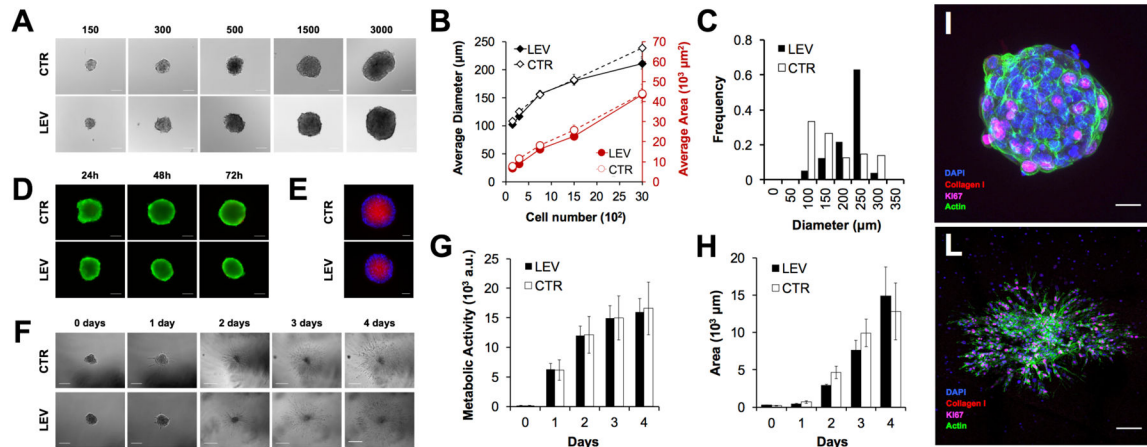 A
150 300 500 1500 3000
CTR
LEV
B
Average Diameter (µm)
250
200
150
100
50
0
LEV
CTR
LEV
CTR
70
60
50
40
30
20
10
0
Average Area (10³ µm²)
0 5 10 15 20 25 30
Cell number (10²)
C
Frequency
0.8
0.6
0.4
0.2
0.0
LEV
CTR
0
50
100
150
200
250
300
350
Diameter (µm)
I
DAPI
Collagen I
KI67
Actin
D
24h 48h 72h
CTR
LEV
E
CTR
LEV
F
0 days 1 day 2 days 3 days 4 days
CTR
LEV
G
Metabolic Activity (10³ a.u.)
25
20
15
10
5
0
LEV
CTR
0 1 2 3 4
Days
H
Area (10³ µm)
20
15
10
5
0
LEV
CTR
0 1 2 3 4
Days
L
DAPI
Collagen I
KI67
Actin